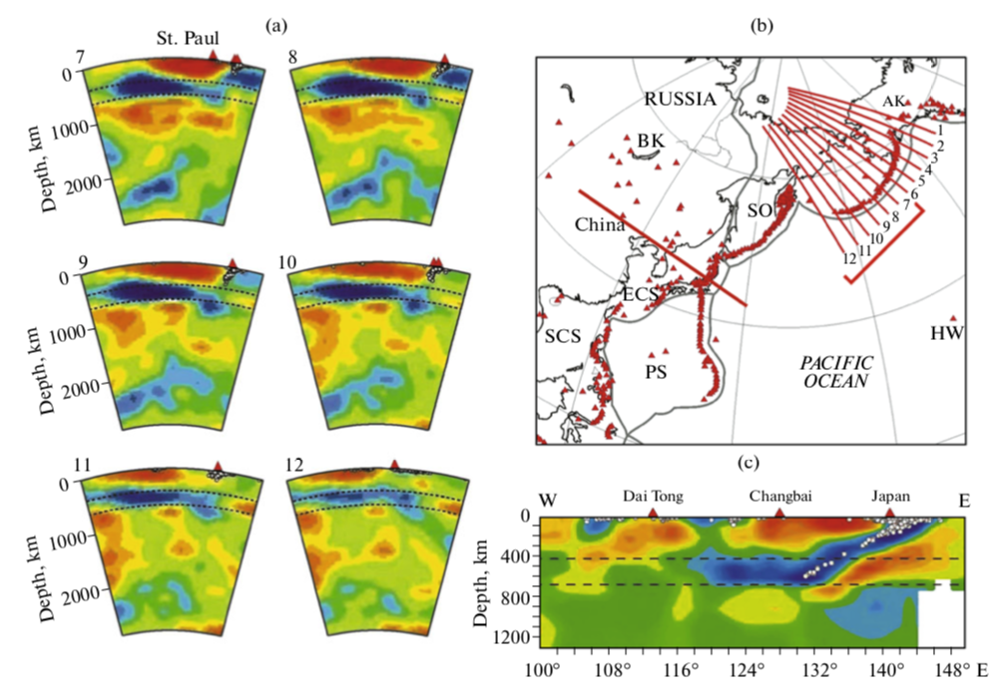 (a)
St. Paul
7
8
0
1000
2000
Depth, km
9
10
0
1000
2000
Depth, km
11
12
0
1000
2000
Depth, km
(b)
RUSSIA
AK
BK
1
2
3
4
5
6
7
8
9
10
11
12
SO
China
ECS
SCS
PS
HW
PACIFIC
OCEAN
(c)
W
Dai Tong
Changbai
Japan
E
0
400
800
1200
Depth, km
100° 108° 116° 124° 132° 140° 148° E